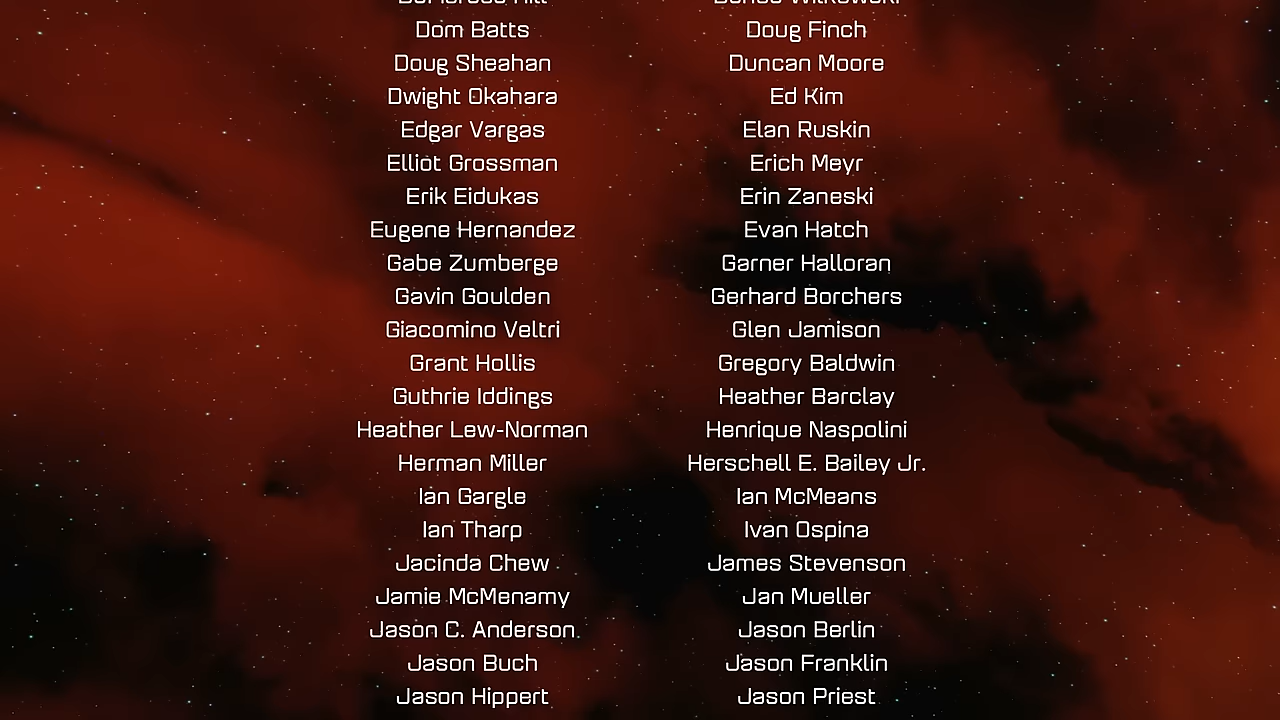 Dom Batts Doug Finch
Doug Sheahan Duncan Moore
Dwight Okahara Ed Kim
Edgar Vargas Elan Ruskin
Elliot Grossman Erich Meyr
Erik Eidukas Erin Zaneski
Eugene Hernandez Evan Hatch
Gabe Zumberge Garner Halloran
Gavin Goulden Gerhard Borchers
Giacomino Veltri Glen Jamison
Grant Hollis Gregory Baldwin
Guthrie Iddings Heather Barclay
Heather Lew-Norman Henrique Naspolini
Herman Miller Herschell E. Bailey Jr.
Ian Gargle Ian McMeans
Ian Tharp Ivan Ospina
Jacinda Chew James Stevenson
Jamie McMenamy Jan Mueller
Jason C. Anderson Jason Berlin
Jason Buch Jason Franklin
Jason Hippert Jason Priest